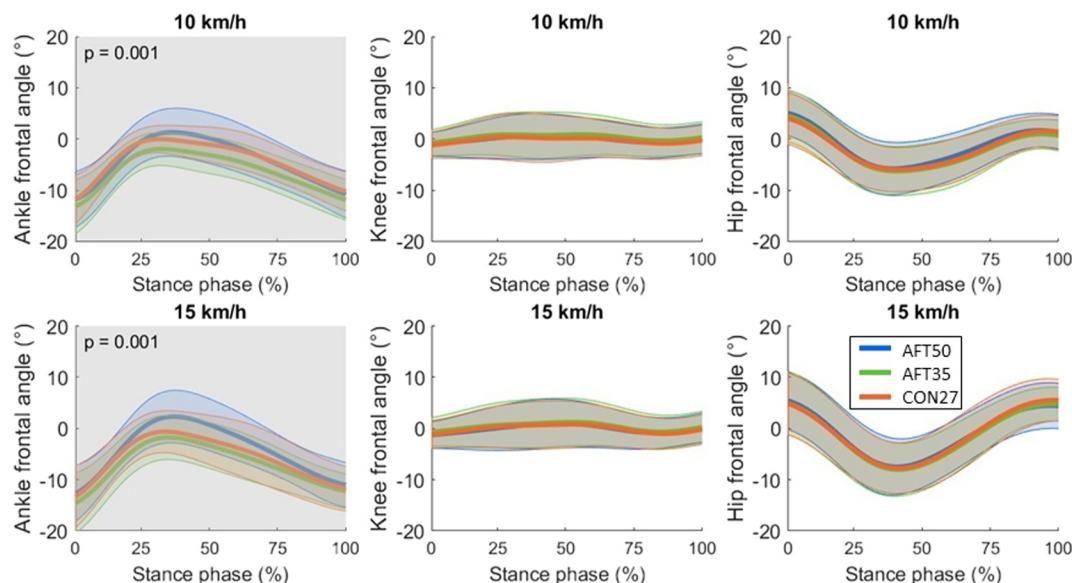 10 km/h
10 km/h
10 km/h
Ankle frontal angle (°)
20
10
0
-10
-20
p = 0.001
0
25
50
75
100
Stance phase (%)
Knee frontal angle (°)
20
10
0
-10
-20
0
25
50
75
100
Stance phase (%)
Hip frontal angle (°)
20
10
0
-10
-20
0
25
50
75
100
Stance phase (%)
15 km/h
15 km/h
15 km/h
Ankle frontal angle (°)
20
10
0
-10
-20
p = 0.001
0
25
50
75
100
Stance phase (%)
Knee frontal angle (°)
20
10
0
-10
-20
0
25
50
75
100
Stance phase (%)
Hip frontal angle (°)
20
10
0
-10
-20
AFT50
AFT35
CON27
0
25
50
75
100
Stance phase (%)